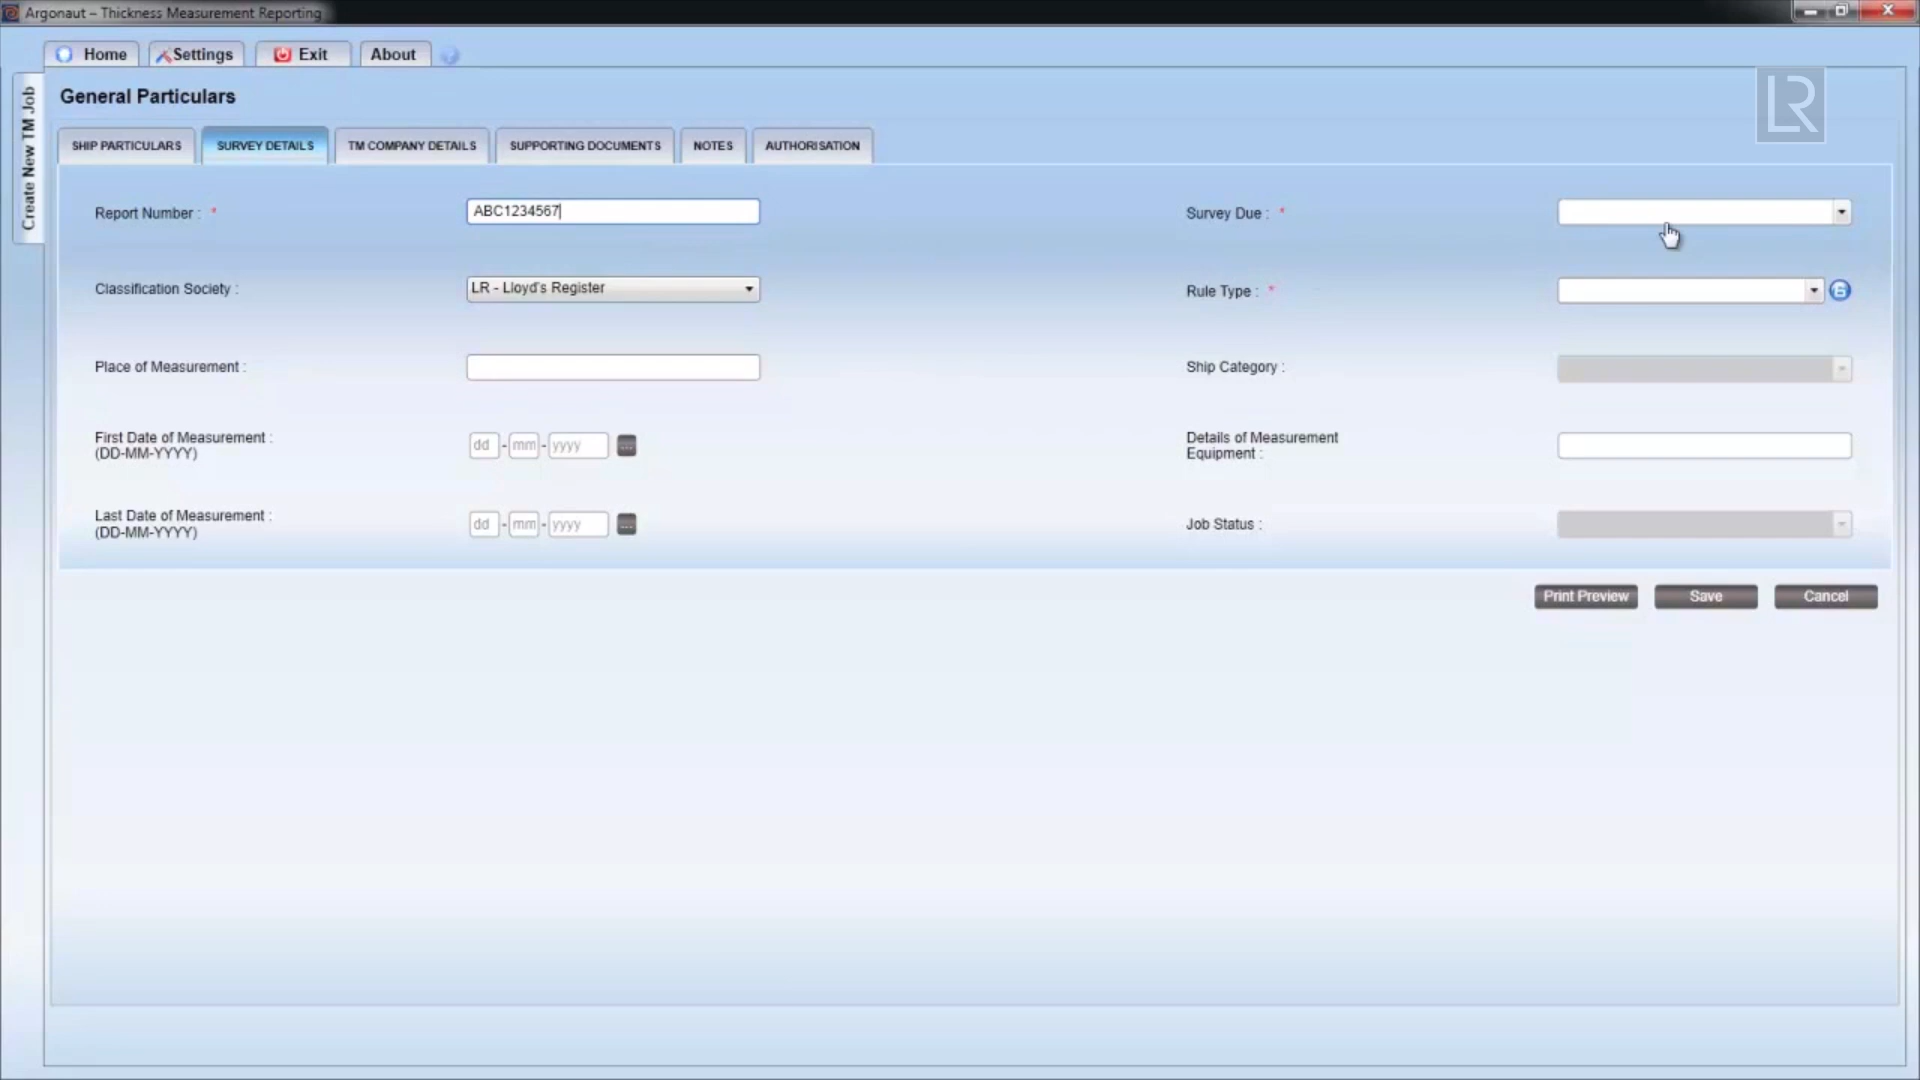 Argonaut – Thickness Measurement Reporting
Home
Settings
Exit
About
Create New TM Job
General Particulars
LR
SHIP PARTICULARS
SURVEY DETAILS
TM COMPANY DETAILS
SUPPORTING DOCUMENTS
NOTES
AUTHORISATION
Report Number : *
ABC1234567
Survey Due : *
Classification Society :
LR - Lloyd's Register
Rule Type : *
Place of Measurement :
Ship Category :
First Date of Measurement :
(DD-MM-YYYY)
dd - mm - yyyy ...
Details of Measurement
Equipment :
Last Date of Measurement :
(DD-MM-YYYY)
dd - mm - yyyy ...
Job Status :
Print Preview
Save
Cancel